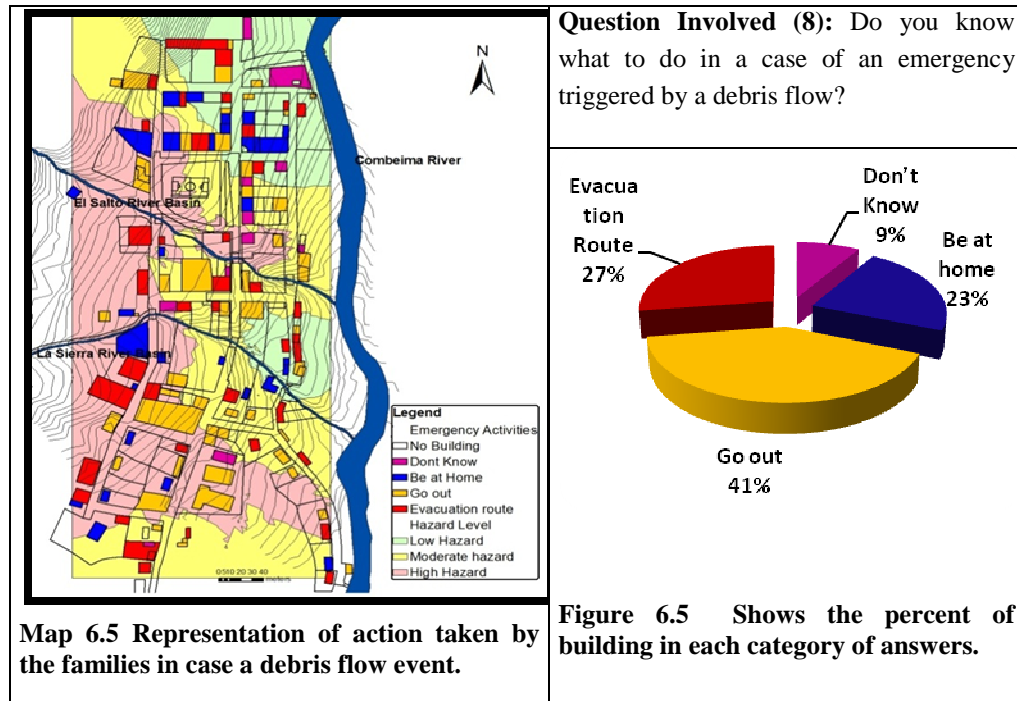 N
Combeima River
El Salto River Basin
La Sierra River Basin
Legend
Emergency Activities
No Building
Dont Know
Be at Home
Go out
Evacuation route
Hazard Level
Low Hazard
Moderate hazard
High Hazard
0510 20 30 40
meters
Map 6.5 Representation of action taken by
the families in case a debris flow event.
Question Involved (8): Do you know
what to do in a case of an emergency
triggered by a debris flow?
Evacua
tion
Route
27%
Don't
Know
9%
Be at
home
23%
Go out
41%
Figure 6.5 Shows the percent of
building in each category of answers.